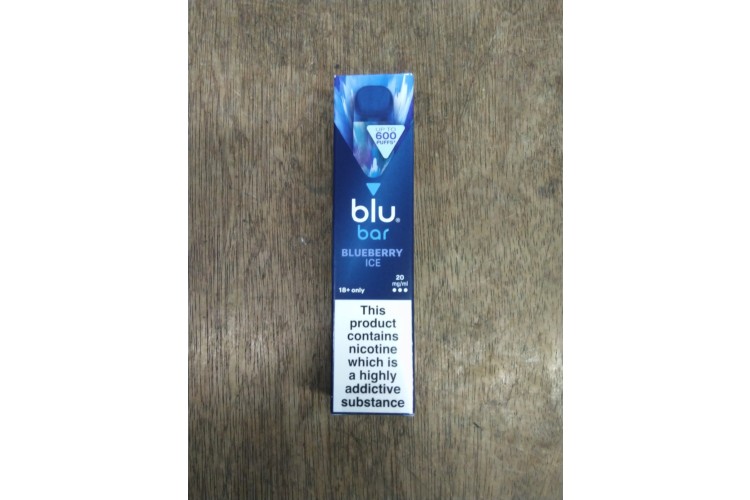 UP TO
600
PUFFS*
blu®
bar
BLUEBERRY
ICE
20
mg/ml
18+ only
This
product
contains
nicotine
which is
a highly
addictive
substance